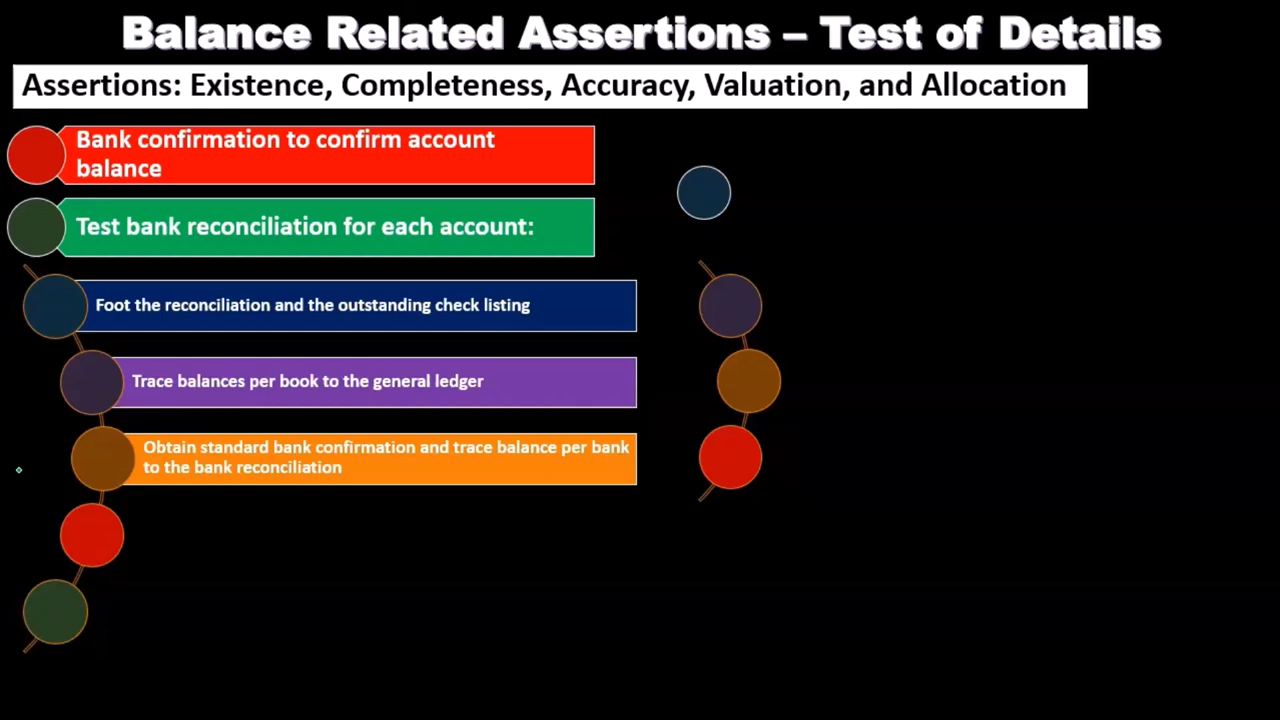 Balance Related Assertions – Test of Details
Assertions: Existence, Completeness, Accuracy, Valuation, and Allocation
Bank confirmation to confirm account
balance
Test bank reconciliation for each account:
Foot the reconciliation and the outstanding check listing
Trace balances per book to the general ledger
Obtain standard bank confirmation and trace balance per bank
to the bank reconciliation